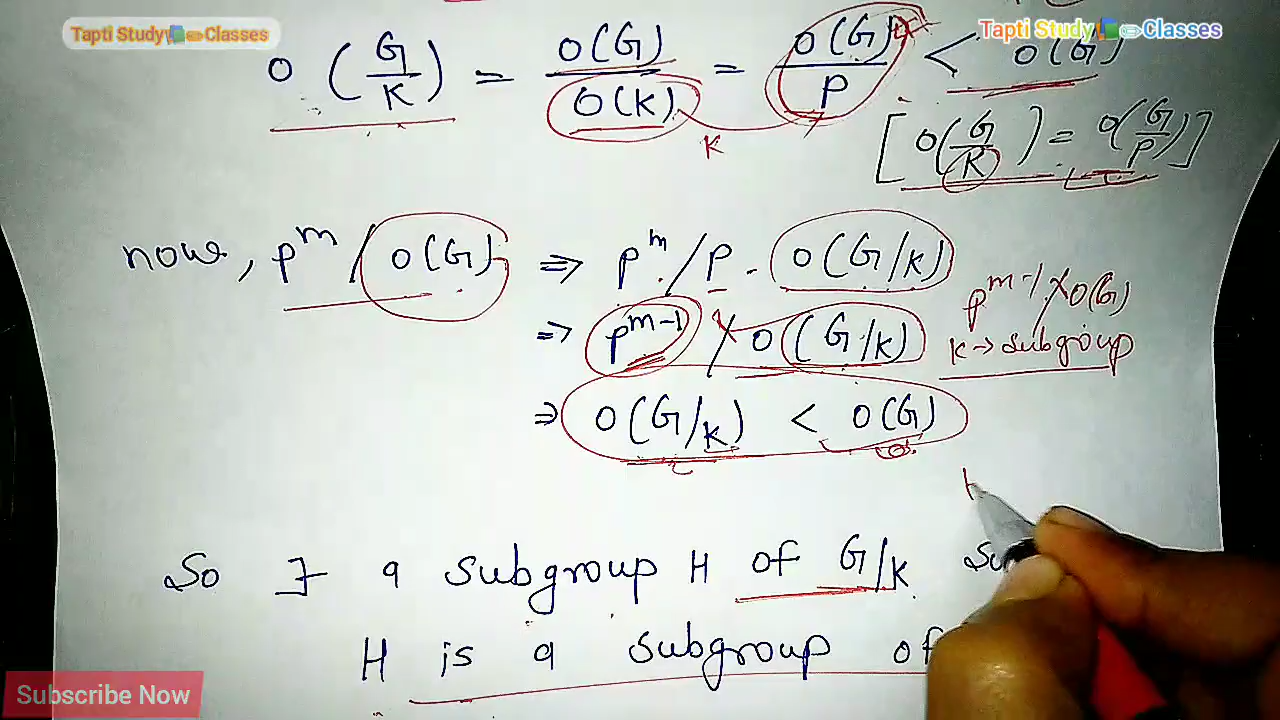 Tapti Study Classes
Tapti Study Classes
O(G/K) = O(G)/O(K) = O(G)/P < O(G)
K
[O(G/K) = O(G/P)]
now, p^m / O(G) ⇒ p^m / p . O(G/K)
⇒ p^{m-1} ∤ O(G/K)
p^{m-1} ∤ O(G)
K → subgroup
⇒ O(G/K) < O(G)
So ∃ a subgroup H of G/K
H is a subgroup of
Subscribe Now